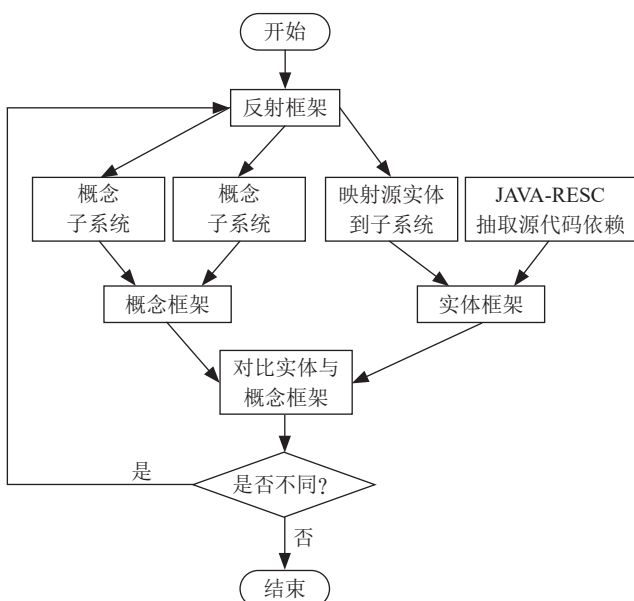 开始
反射框架
概念
子系统
概念
子系统
映射源实体
到子系统
JAVA-RESC
抽取源代码依赖
概念框架
实体框架
对比实体与
概念框架
是
是否不同?
否
结束